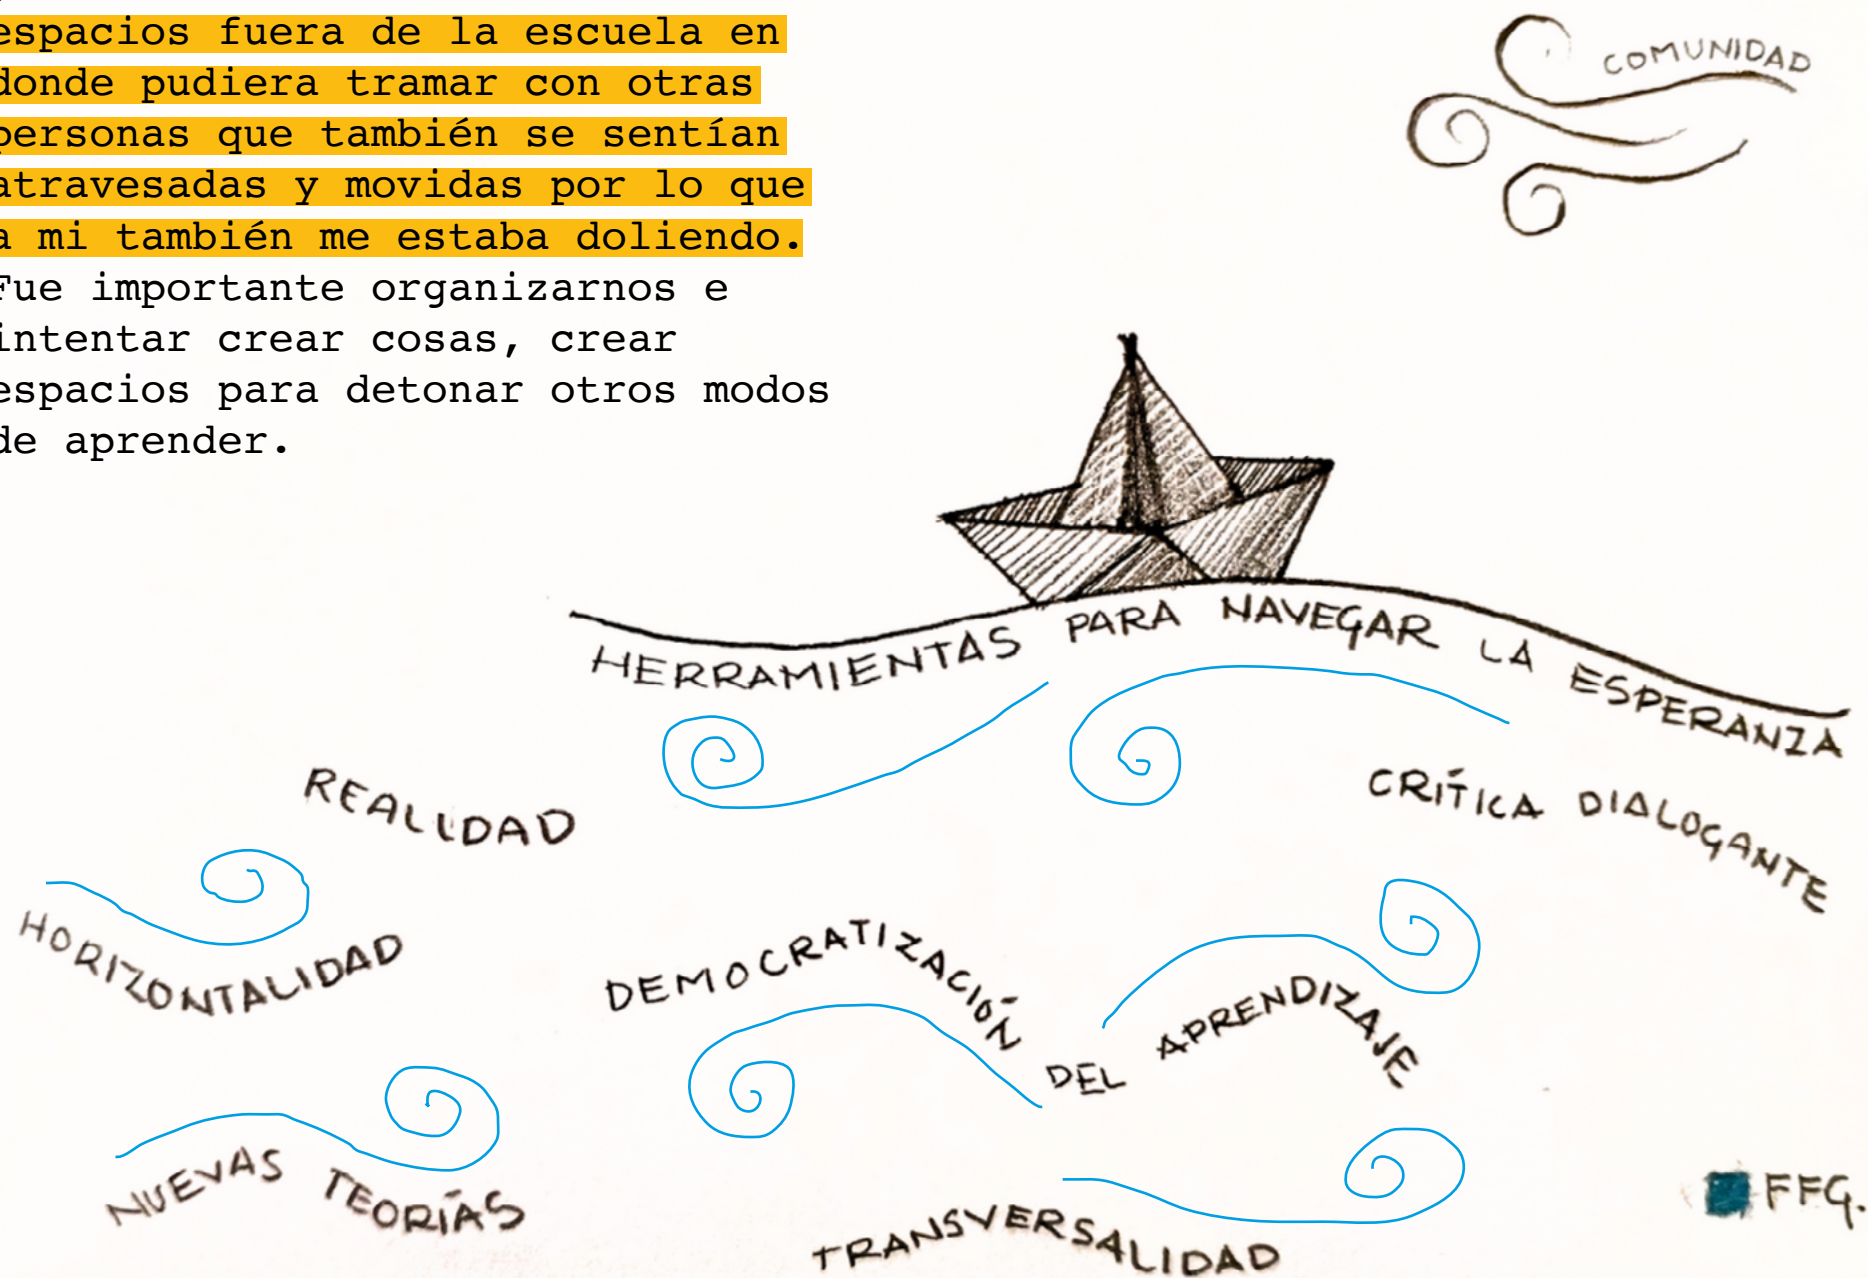 espacios fuera de la escuela en
donde pudiera tramar con otras
personas que también se sentían
atravesadas y movidas por lo que
a mi también me estaba doliendo.
Fue importante organizarnos e
intentar crear cosas, crear
espacios para detonar otros modos
de aprender.
COMUNIDAD
HERRAMIENTAS PARA NAVEGAR LA ESPERANZA
REALIDAD
CRÍTICA DIALOGANTE
HORIZONTALIDAD
DEMOCRATIZACIÓN DEL APRENDIZAJE
NUEVAS TEORÍAS
TRANSVERSALIDAD
FFG.